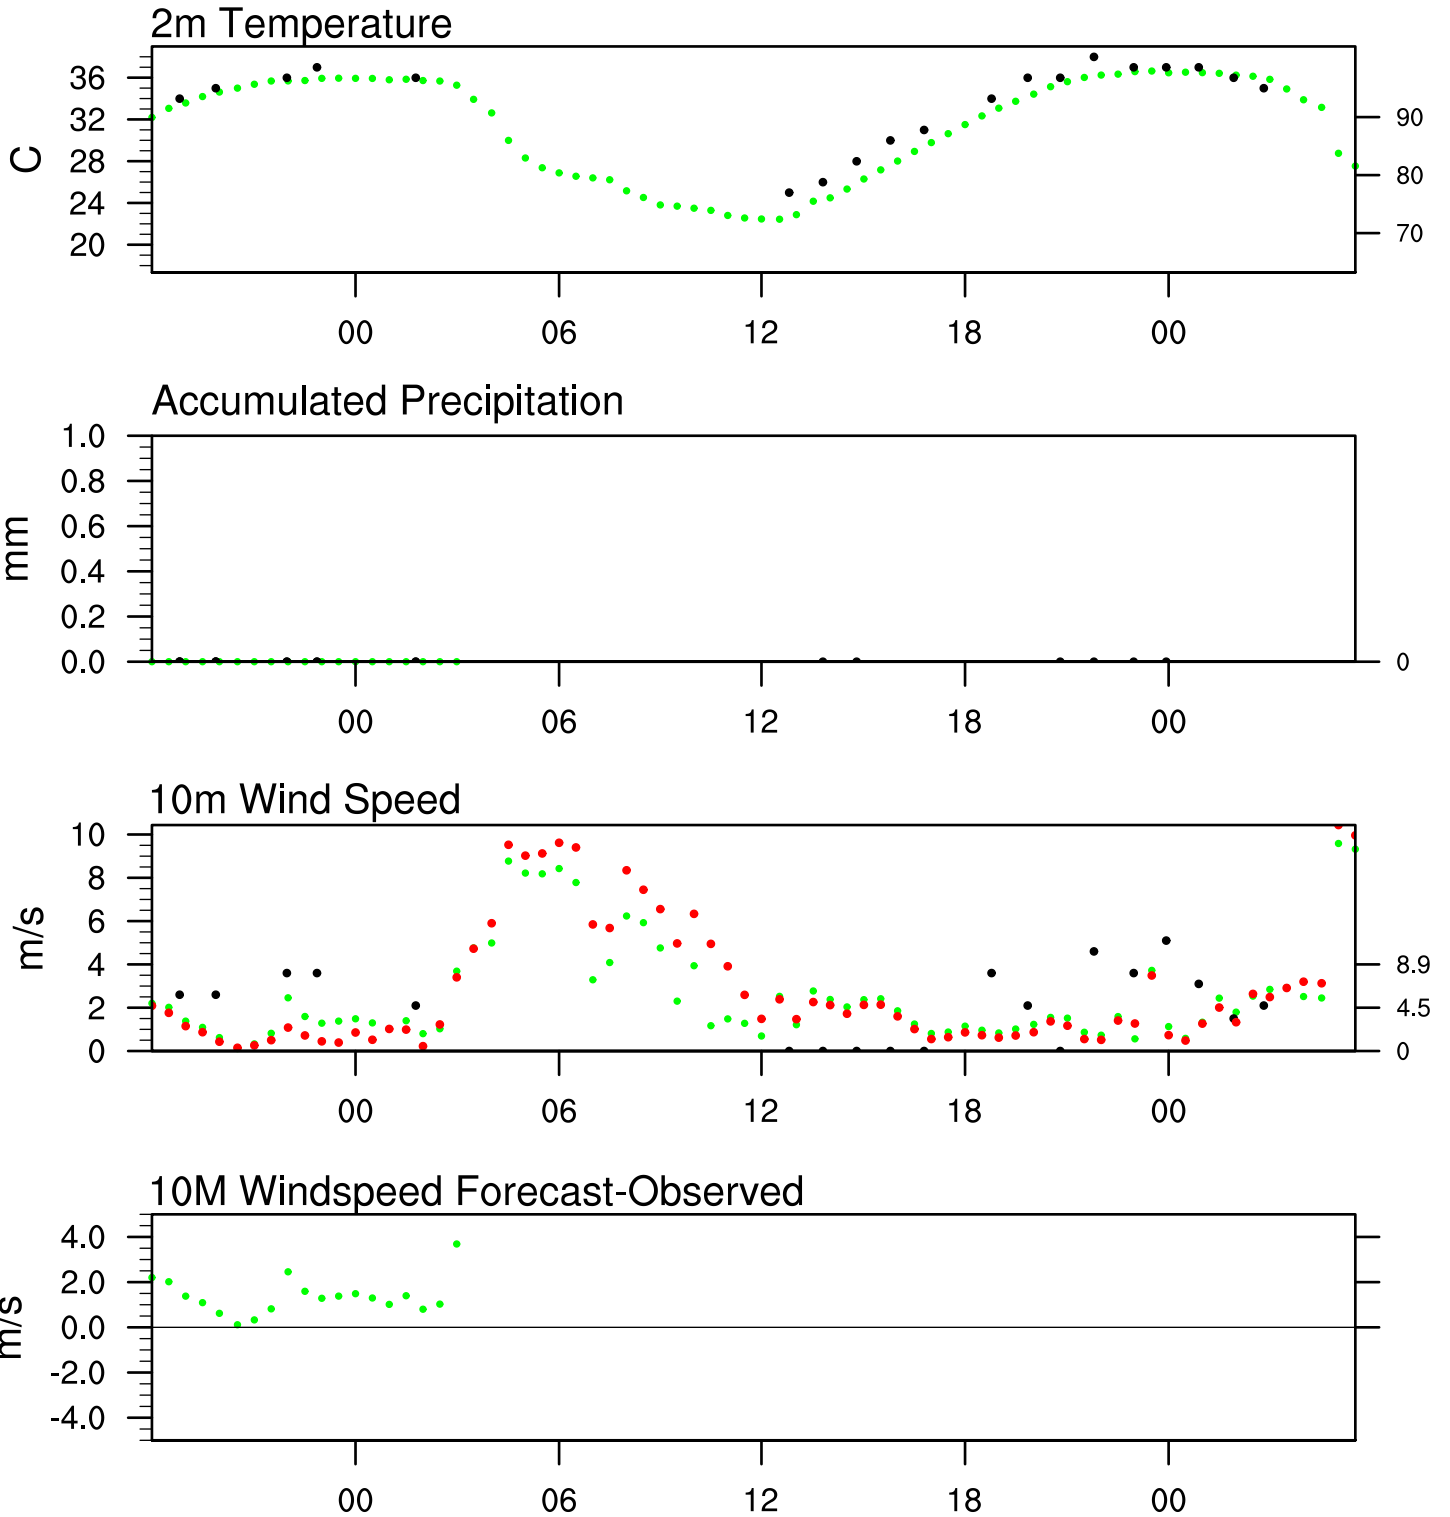 2m Temperature
C
36
32
28
24
20
90
80
70
00 06 12 18 00
Accumulated Precipitation
mm
1.0
0.8
0.6
0.4
0.2
0.0
0
00 06 12 18 00
10m Wind Speed
m/s
10
8
6
4
2
0
8.9
4.5
0
00 06 12 18 00
10M Windspeed Forecast-Observed
m/s
4.0
2.0
0.0
-2.0
-4.0
00 06 12 18 00